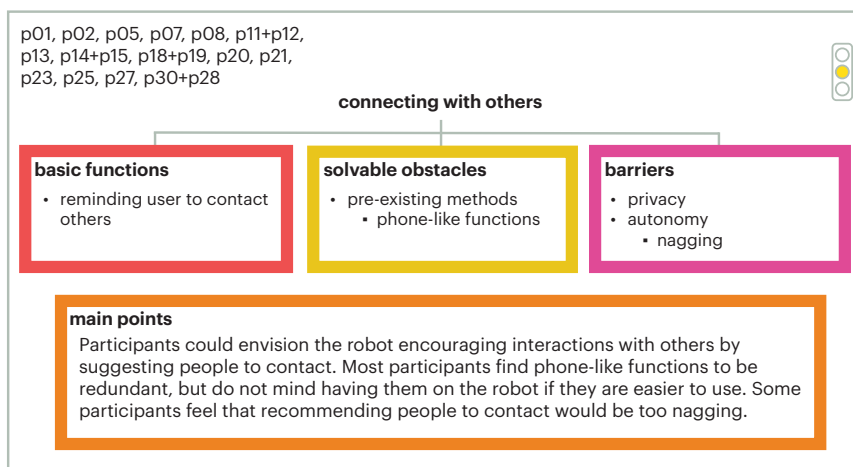 p01, p02, p05, p07, p08, p11+p12,
p13, p14+p15, p18+p19, p20, p21,
p23, p25, p27, p30+p28
connecting with others
basic functions
• reminding user to contact
others
solvable obstacles
• pre-existing methods
▪ phone-like functions
barriers
• privacy
• autonomy
▪ nagging
main points
Participants could envision the robot encouraging interactions with others by
suggesting people to contact. Most participants find phone-like functions to be
redundant, but do not mind having them on the robot if they are easier to use. Some
participants feel that recommending people to contact would be too nagging.